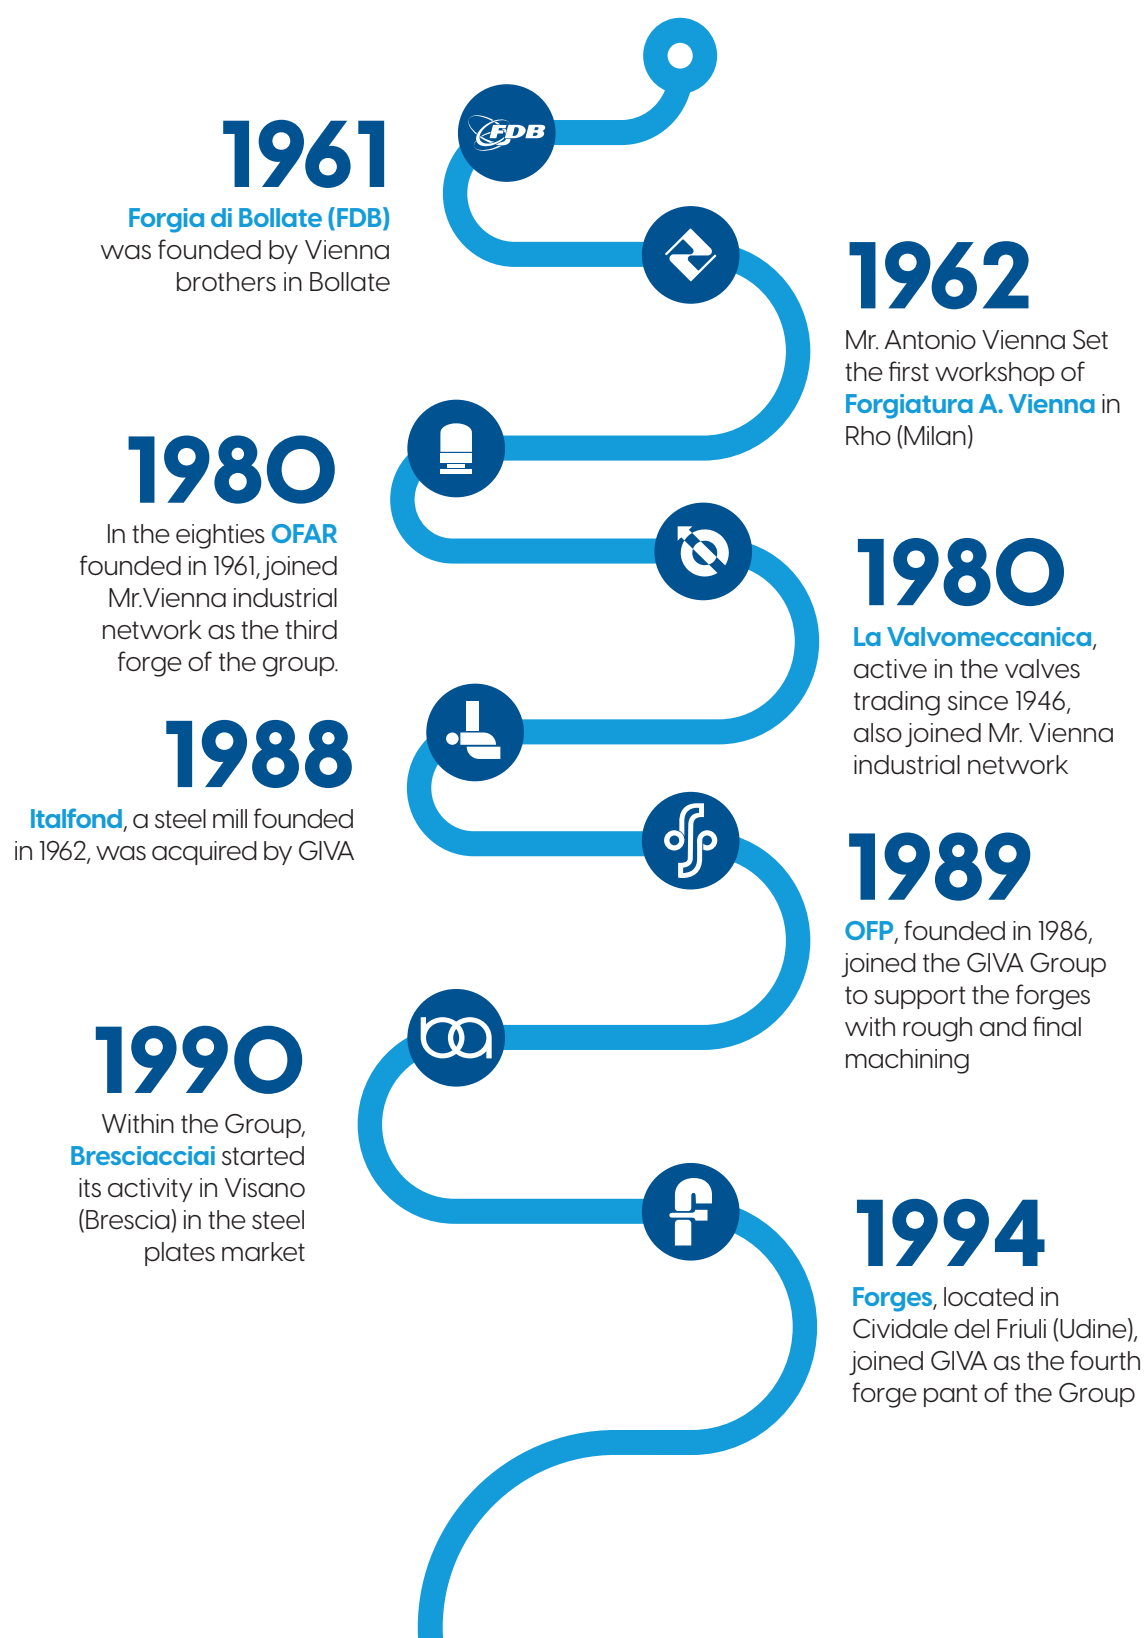 FDB
1961
Forgia di Bollate (FDB)
was founded by Vienna
brothers in Bollate
1962
Mr. Antonio Vienna Set
the first workshop of
Forgiatura A. Vienna in
Rho (Milan)
1980
In the eighties OFAR
founded in 1961, joined
Mr.Vienna industrial
network as the third
forge of the group.
1980
La Valvomeccanica,
active in the valves
trading since 1946,
also joined Mr. Vienna
industrial network
1988
Italfond, a steel mill founded
in 1962, was acquired by GIVA
1989
OFP, founded in 1986,
joined the GIVA Group
to support the forges
with rough and final
machining
ba
1990
Within the Group,
Bresciacciai started
its activity in Visano
(Brescia) in the steel
plates market
1994
Forges, located in
Cividale del Friuli (Udine),
joined GIVA as the fourth
forge pant of the Group